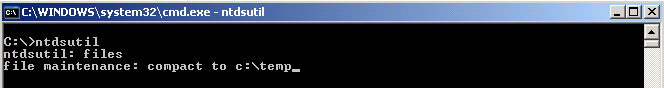 C:\WINDOWS\system32\cmd.exe - ntdsutil
C:\>ntdsutil
ntdsutil: files
file maintenance: compact to c:\temp_